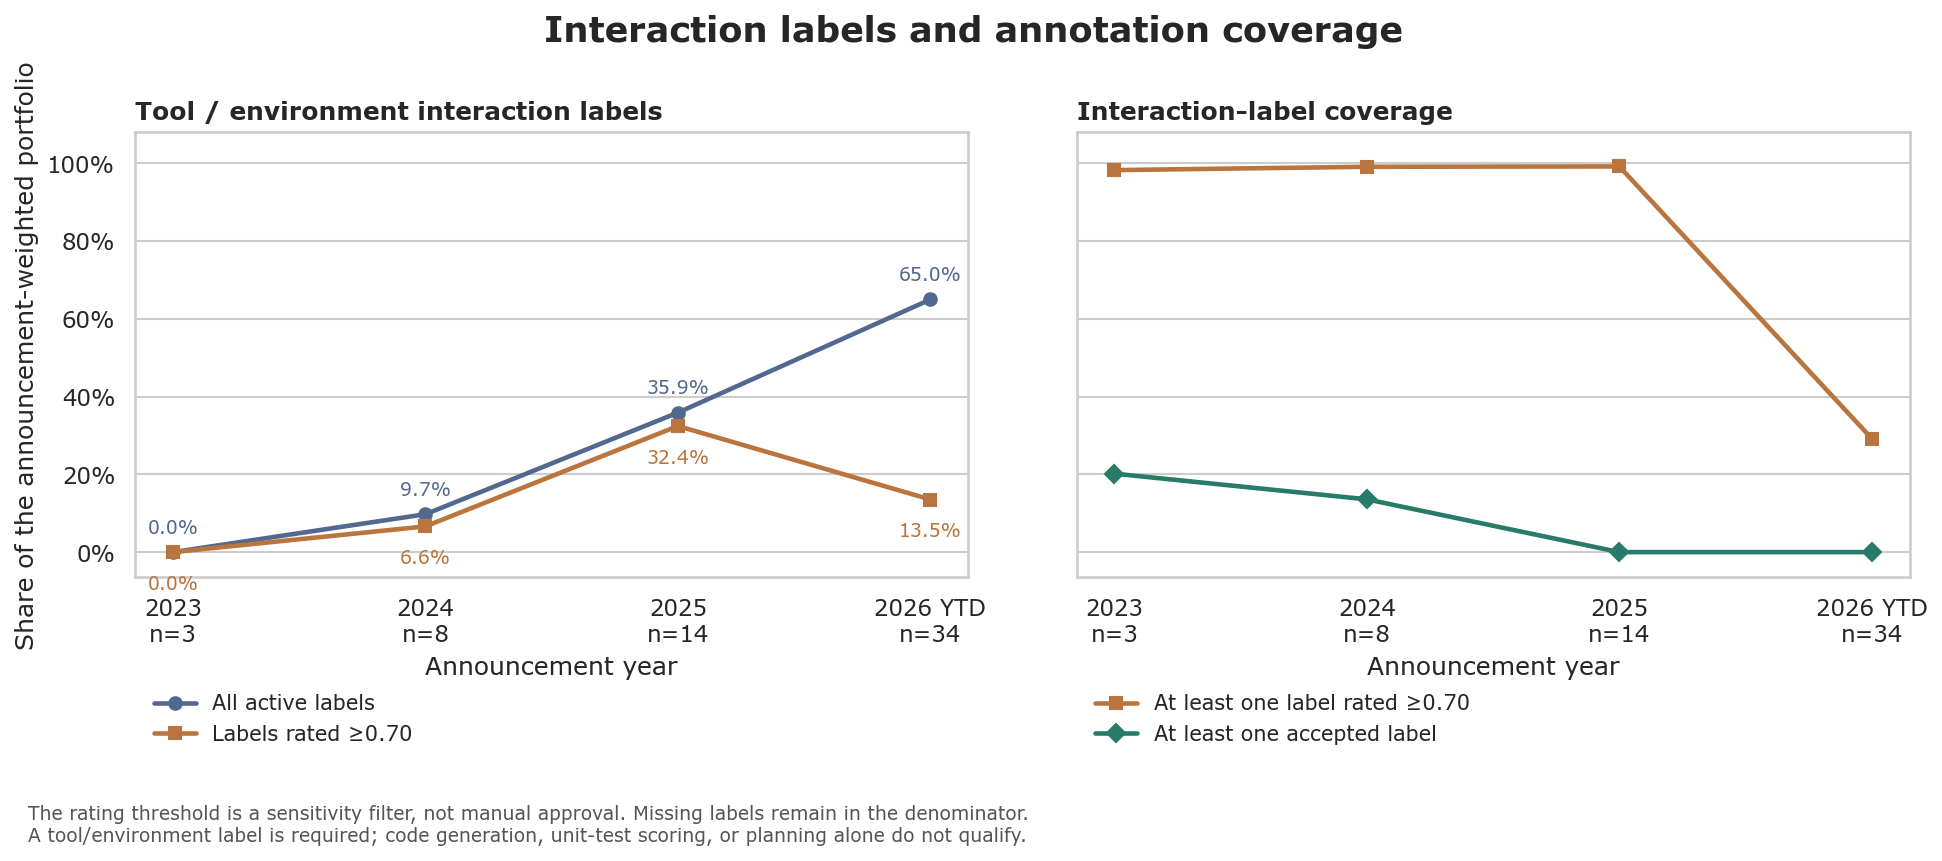 Interaction labels and annotation coverage
Share of the announcement-weighted portfolio
Tool / environment interaction labels
100%
80%
60%
40%
20%
0%
0.0%
9.7%
35.9%
65.0%
0.0%
6.6%
32.4%
13.5%
2023 2024 2025 2026 YTD
n=3 n=8 n=14 n=34
Announcement year
All active labels
Labels rated ≥0.70
Interaction–label coverage
2023 2024 2025 2026 YTD
n=3 n=8 n=14 n=34
Announcement year
At least one label rated ≥0.70
At least one accepted label
The rating threshold is a sensitivity filter, not manual approval. Missing labels remain in the denominator.
A tool/environment label is required; code generation, unit-test scoring, or planning alone do not qualify.